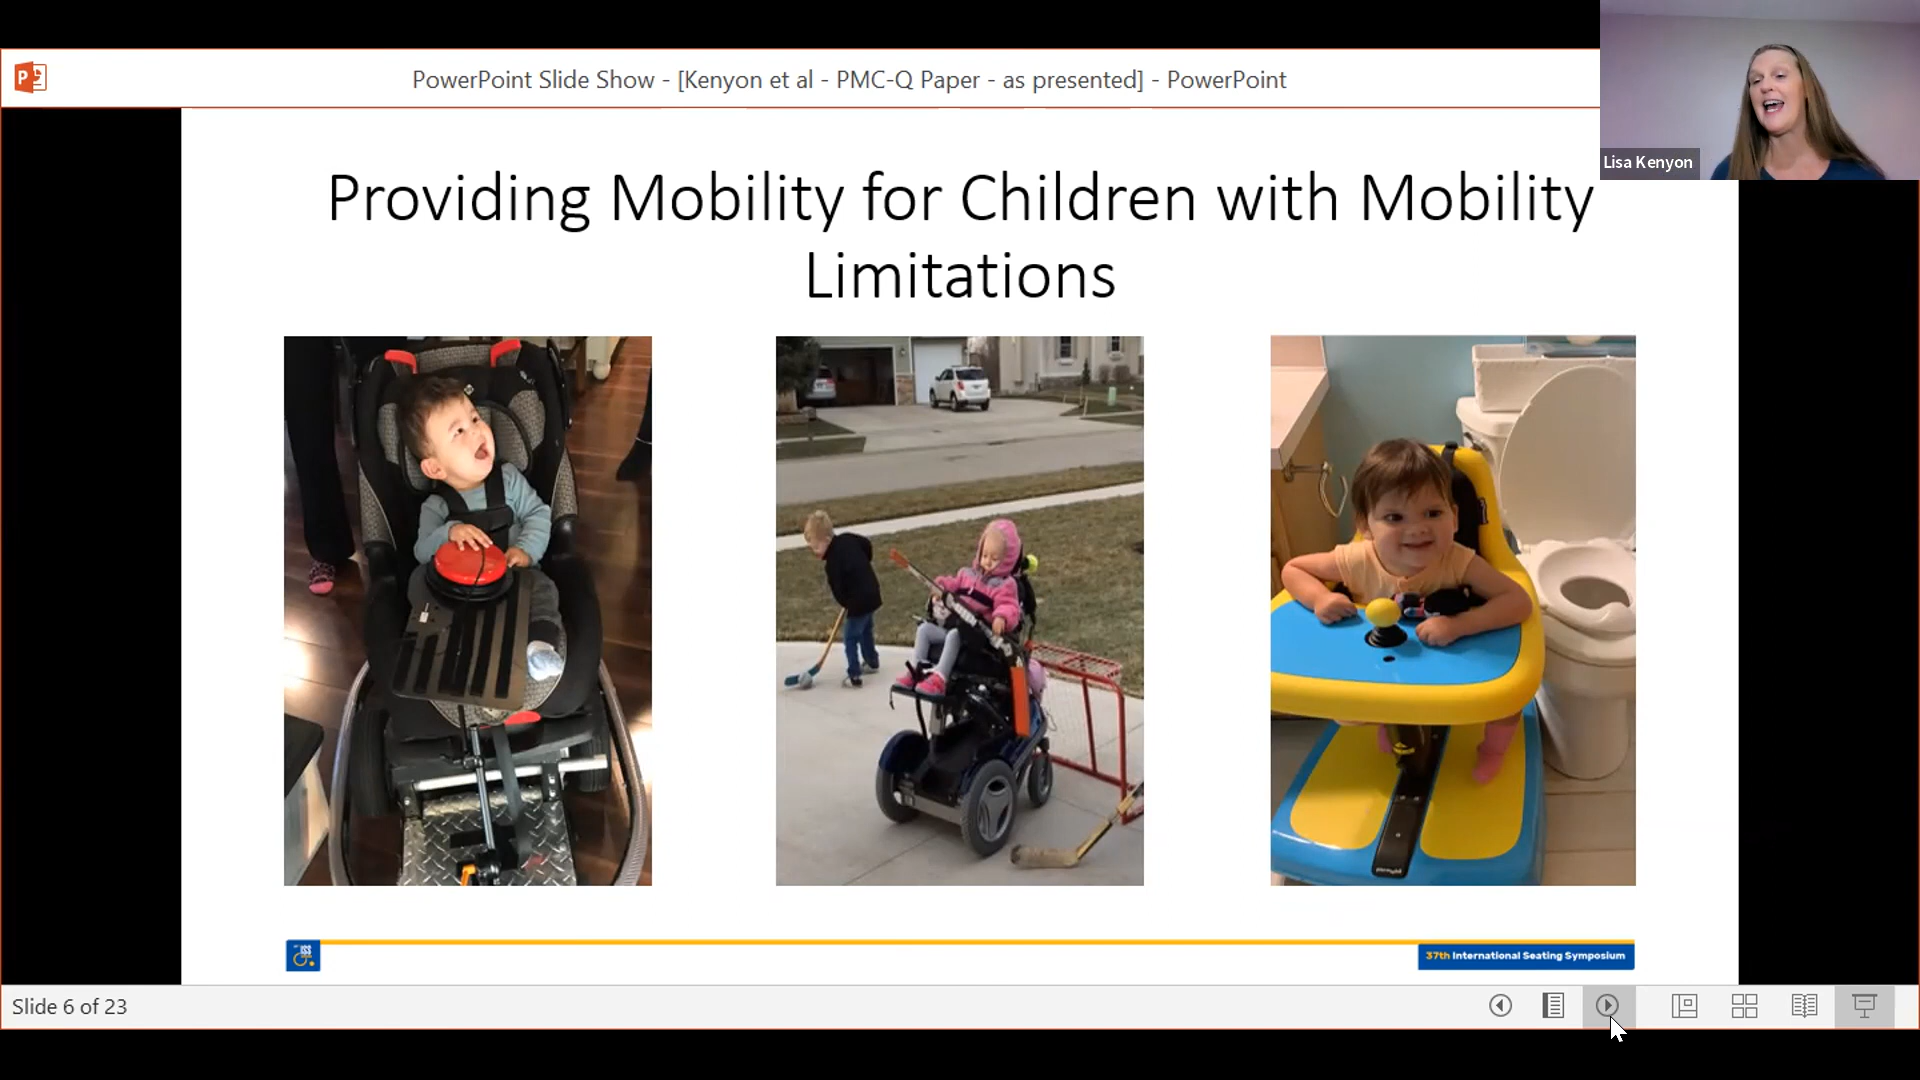 PowerPoint Slide Show - [Kenyon et al - PMC-Q Paper - as presented] - PowerPoint
Lisa Kenyon
Providing Mobility for Children with Mobility
Limitations
ISS
37th International Seating Symposium
Slide 6 of 23